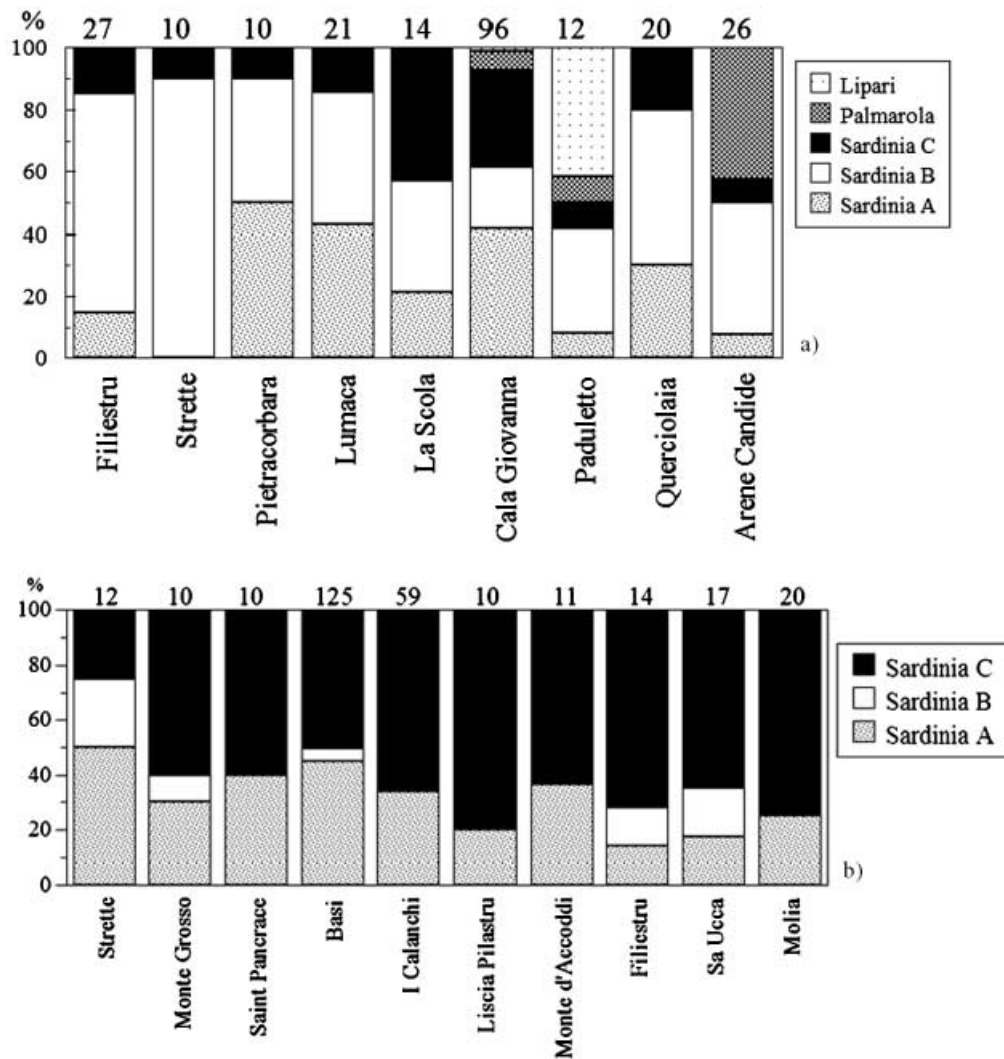 %
27 10 10 21 14 96 12 20 26
100
80
60
40
20
0
Lipari
Palmarola
Sardinia C
Sardinia B
Sardinia A
a)
Filiestru
Strette
Pietracorbara
Lumaca
La Scola
Cala Giovanna
Paduletto
Querciolaia
Arene Candide
%
12 10 10 125 59 10 11 14 17 20
100
80
60
40
20
0
Sardinia C
Sardinia B
Sardinia A
b)
Strette
Monte Grosso
Saint Pancrace
Basi
I Calanchi
Liscia Pilastru
Monte d'Accoddi
Filiestru
Sa Ucca
Molia